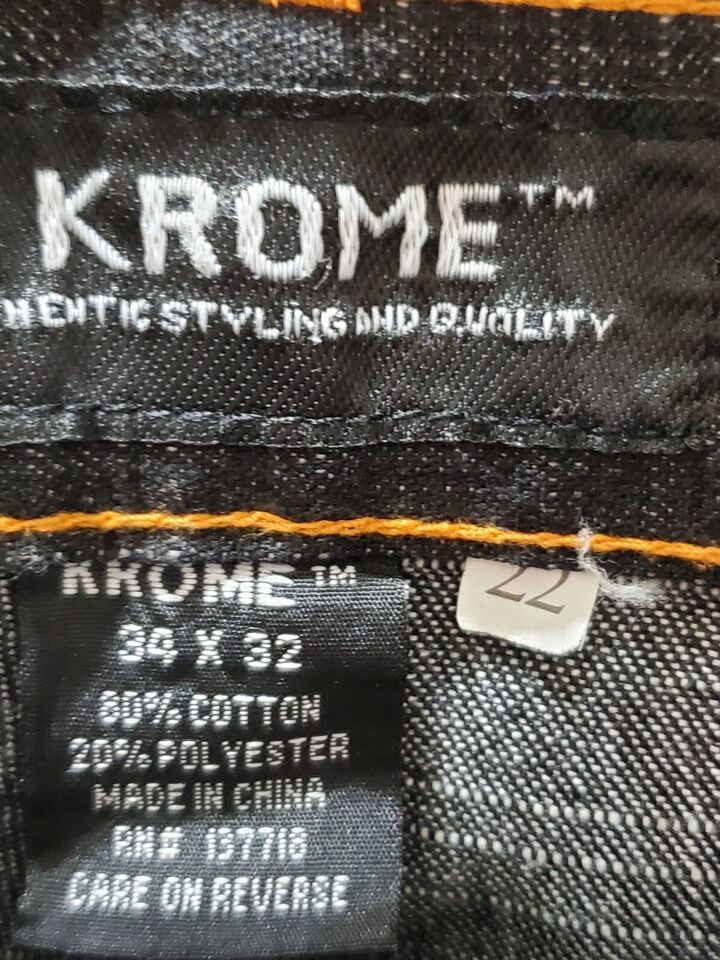 KROME™
HENTIC STYLING AND QUALITY
KROME™
34 X 32
80% COTTON
20% POLYESTER
MADE IN CHINA
RN# 137718
CARE ON REVERSE
22